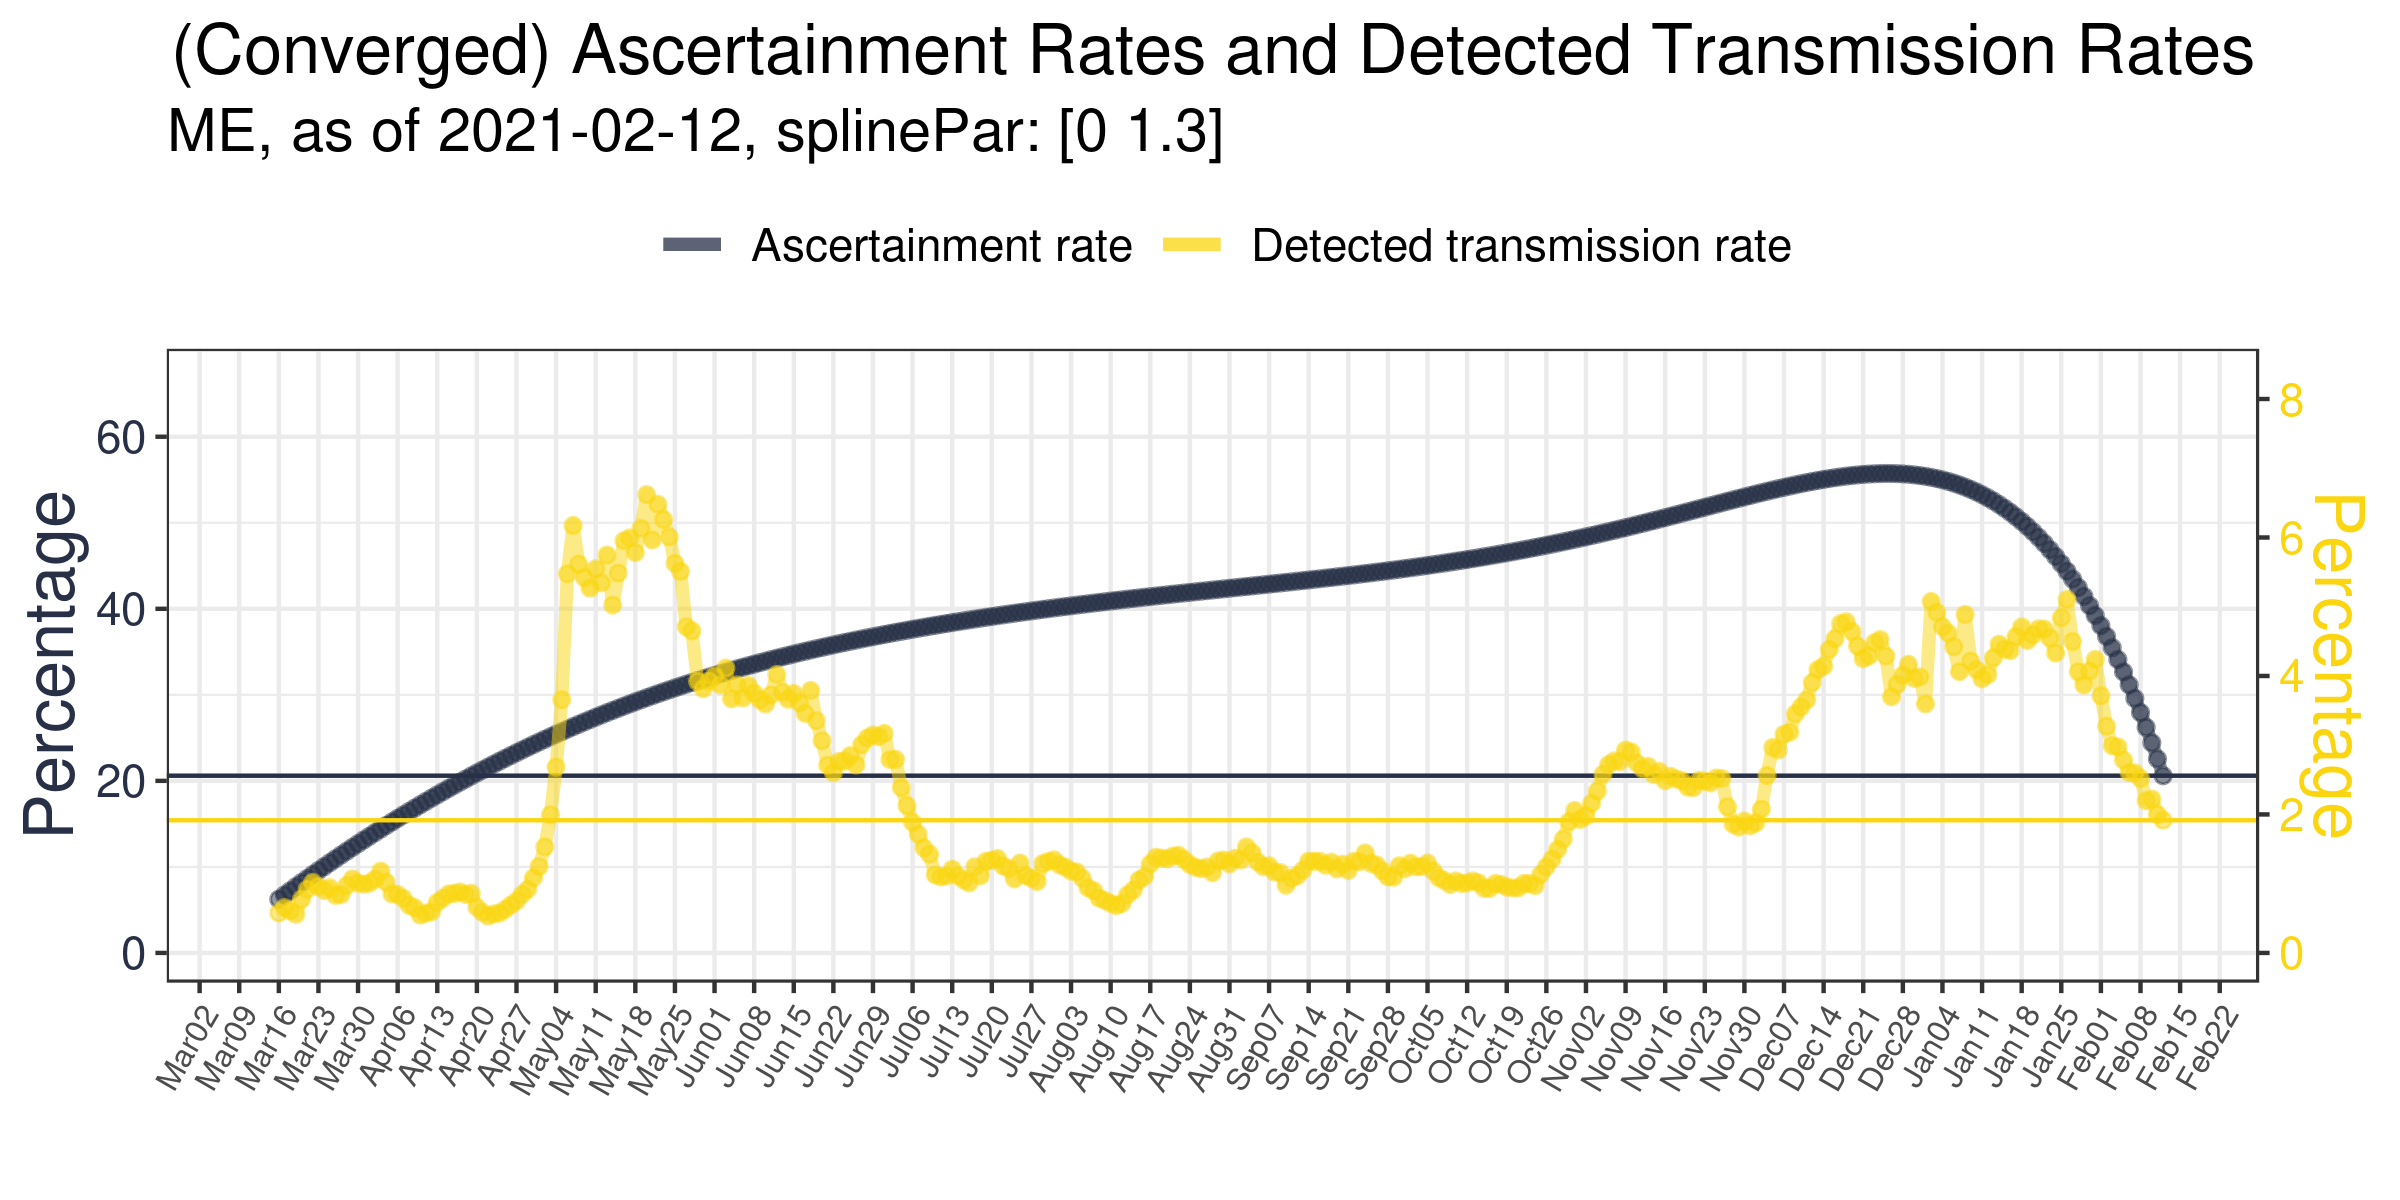 (Converged) Ascertainment Rates and Detected Transmission Rates
ME, as of 2021-02-12, splinePar: [0 1.3]
Ascertainment rate
Detected transmission rate
Percentage
60
40
20
0
8
6
4
2
0
Percentage
Mar02
Mar09
Mar16
Mar23
Mar30
Apr06
Apr13
Apr20
Apr27
May04
May11
May18
May25
Jun01
Jun08
Jun15
Jun22
Jun29
Jul06
Jul13
Jul20
Jul27
Aug03
Aug10
Aug17
Aug24
Aug31
Sep07
Sep14
Sep21
Sep28
Oct05
Oct12
Oct19
Oct26
Nov02
Nov09
Nov16
Nov23
Nov30
Dec07
Dec14
Dec21
Dec28
Jan04
Jan11
Jan18
Jan25
Feb01
Feb08
Feb15
Feb22